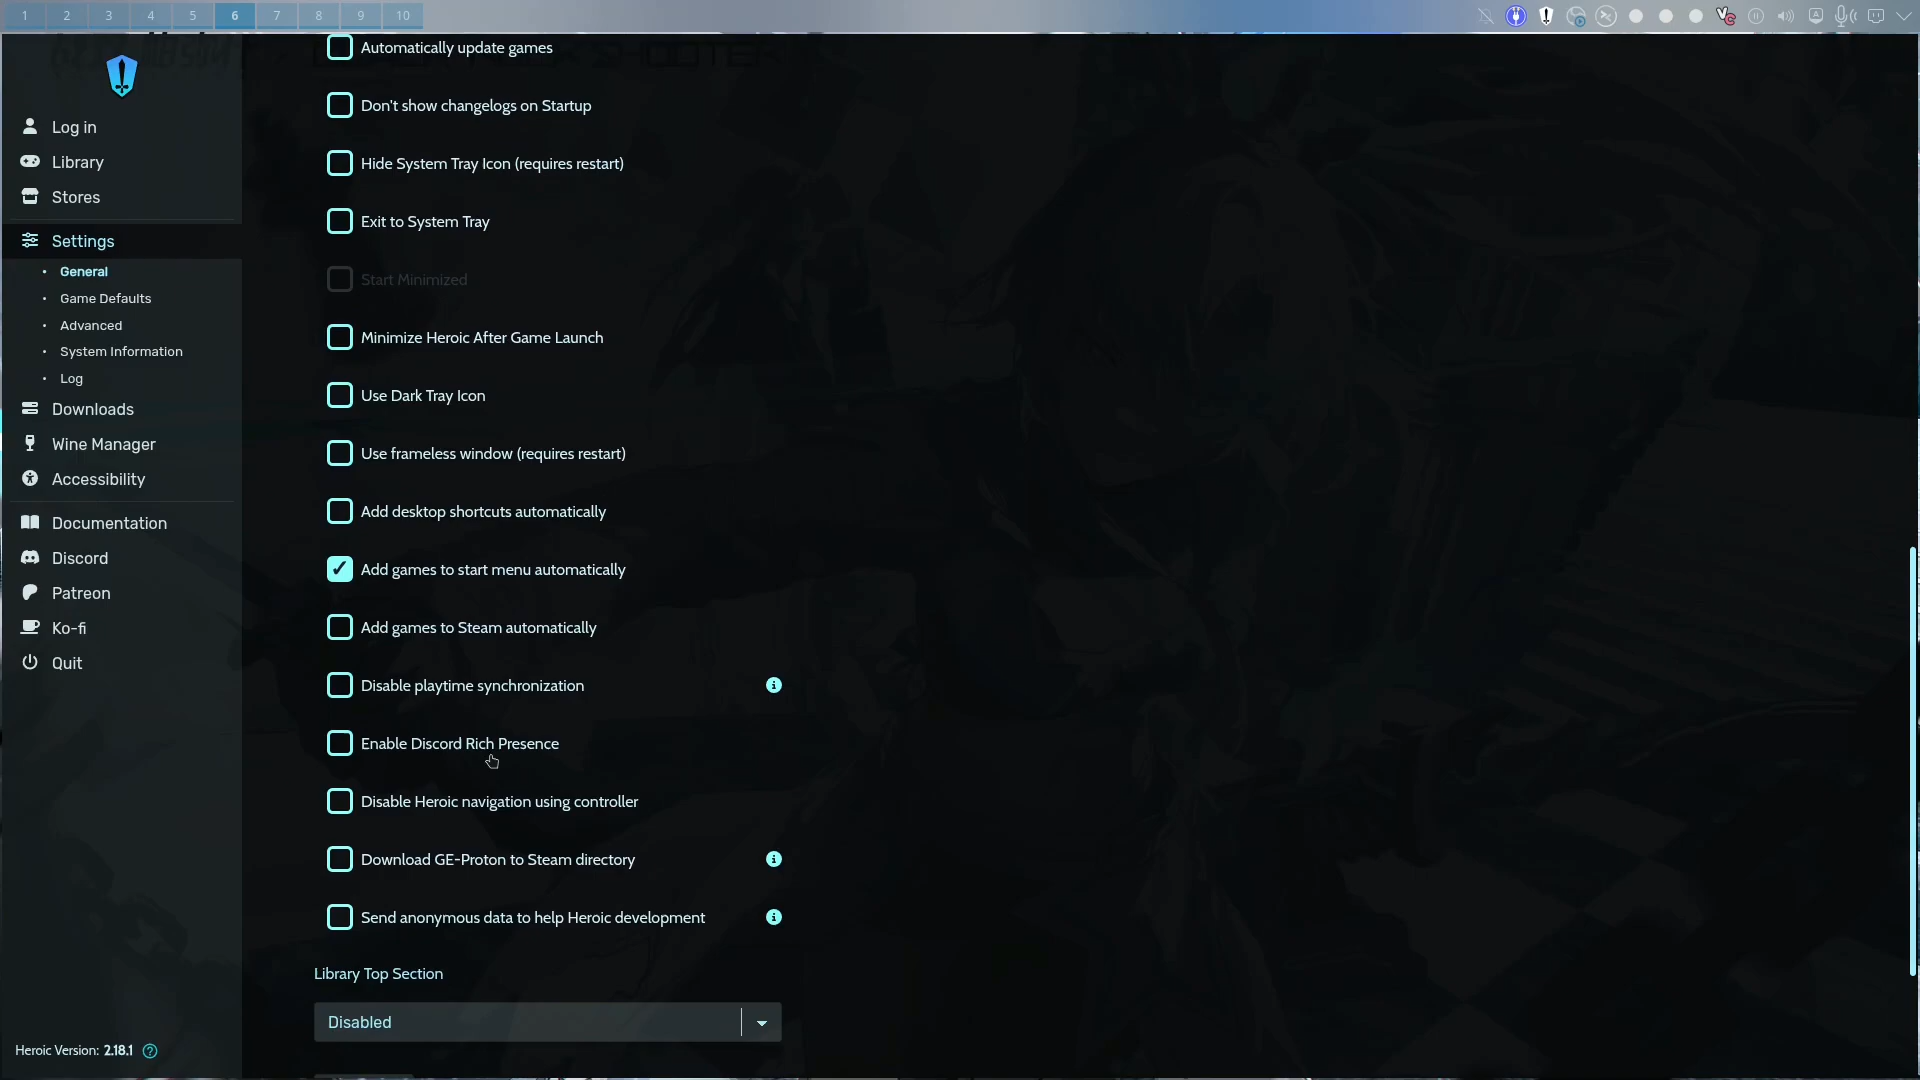 1 2 3 4 5 6 7 8 9 10
Log in
Library
Stores
Settings
General
Game Defaults
Advanced
System Information
Log
Downloads
Wine Manager
Accessibility
Documentation
Discord
Patreon
Ko-fi
Quit
Heroic Version: 2.18.1
Automatically update games
Don't show changelogs on Startup
Hide System Tray Icon (requires restart)
Exit to System Tray
Start Minimized
Minimize Heroic After Game Launch
Use Dark Tray Icon
Use frameless window (requires restart)
Add desktop shortcuts automatically
Add games to start menu automatically
Add games to Steam automatically
Disable playtime synchronization
Enable Discord Rich Presence
Disable Heroic navigation using controller
Download GE-Proton to Steam directory
Send anonymous data to help Heroic development
Library Top Section
Disabled